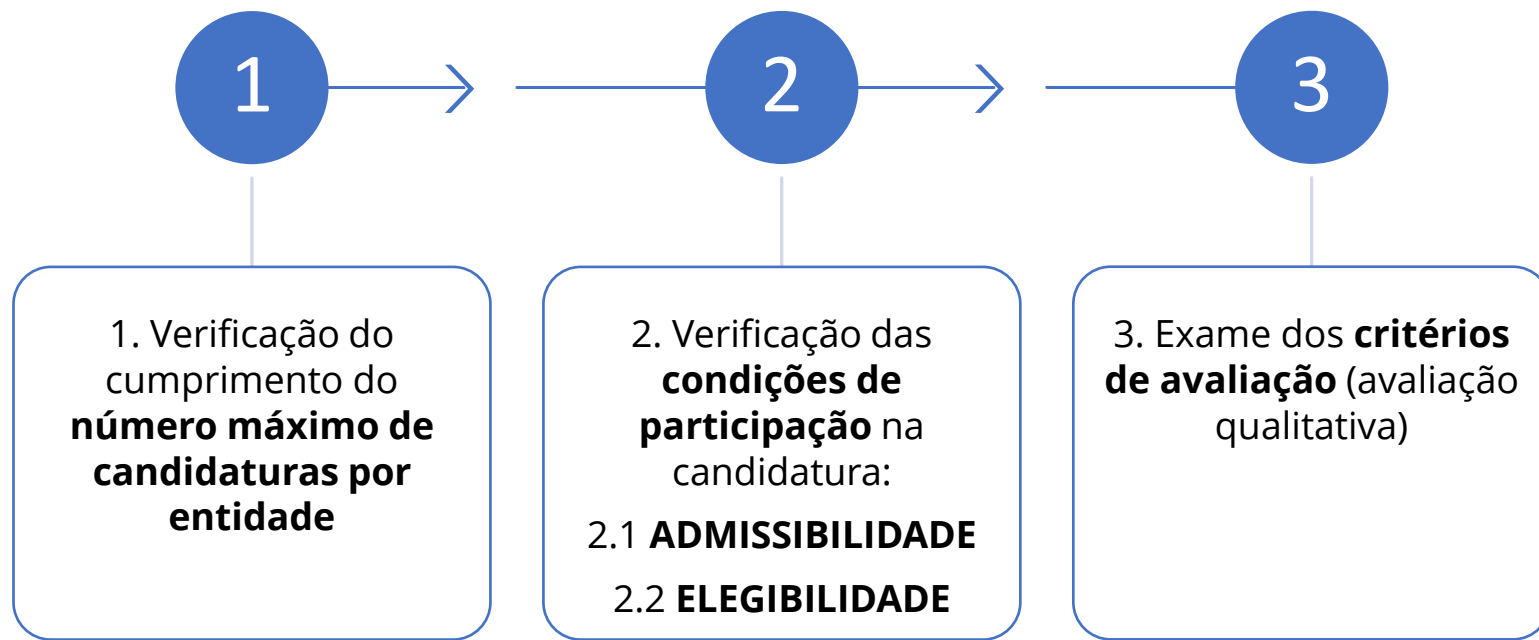 1
2
3
1. Verificação do
cumprimento do
número máximo de
candidaturas por
entidade
2. Verificação das
condições de
participação na
candidatura:
2.1 ADMISSIBILIDADE
2.2 ELEGIBILIDADE
3. Exame dos critérios
de avaliação (avaliação
qualitativa)